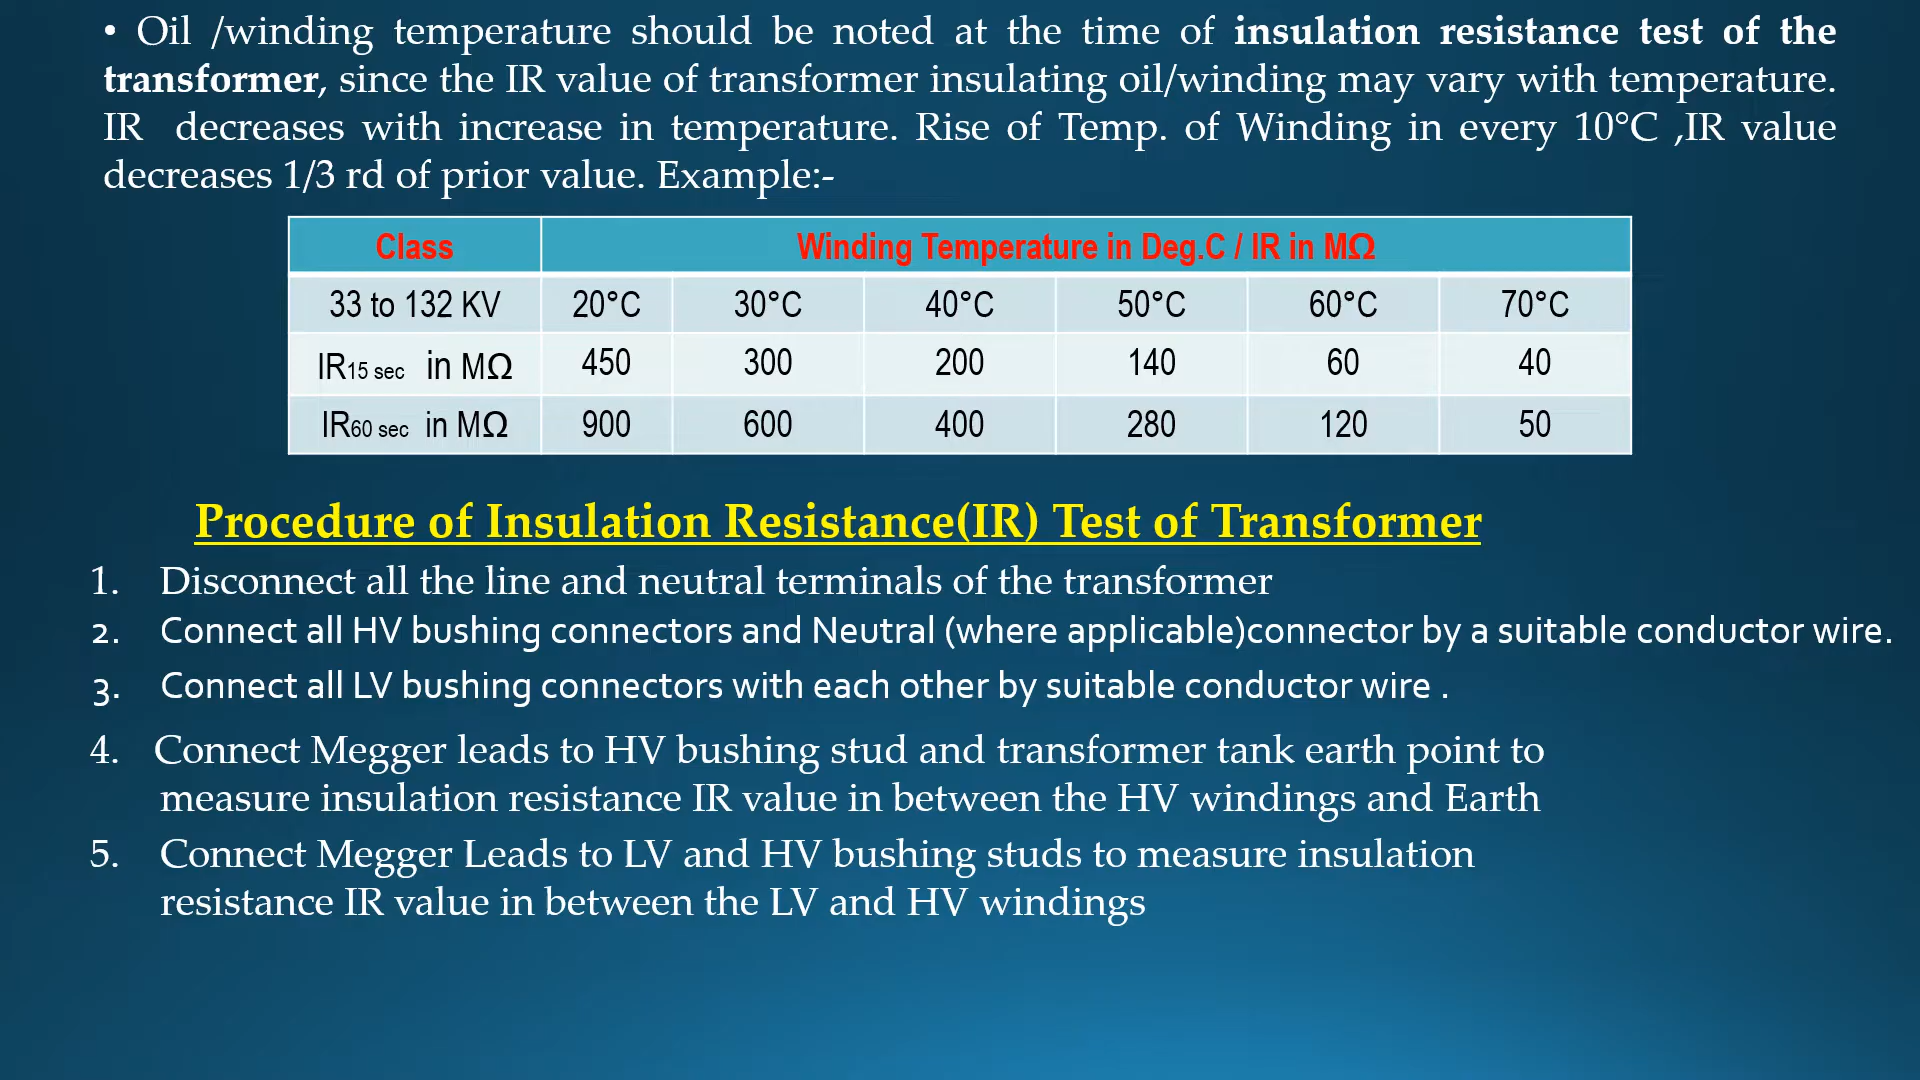 • Oil /winding temperature should be noted at the time of insulation resistance test of the
transformer, since the IR value of transformer insulating oil/winding may vary with temperature.
IR decreases with increase in temperature. Rise of Temp. of Winding in every 10°C ,IR value
decreases 1/3 rd of prior value. Example:-
Class Winding Temperature in Deg.C / IR in MΩ
33 to 132 KV 20°C 30°C 40°C 50°C 60°C 70°C
IR15 sec in MΩ 450 300 200 140 60 40
IR60 sec in MΩ 900 600 400 280 120 50
Procedure of Insulation Resistance(IR) Test of Transformer
1. Disconnect all the line and neutral terminals of the transformer
2. Connect all HV bushing connectors and Neutral (where applicable)connector by a suitable conductor wire.
3. Connect all LV bushing connectors with each other by suitable conductor wire .
4. Connect Megger leads to HV bushing stud and transformer tank earth point to
measure insulation resistance IR value in between the HV windings and Earth
5. Connect Megger Leads to LV and HV bushing studs to measure insulation
resistance IR value in between the LV and HV windings